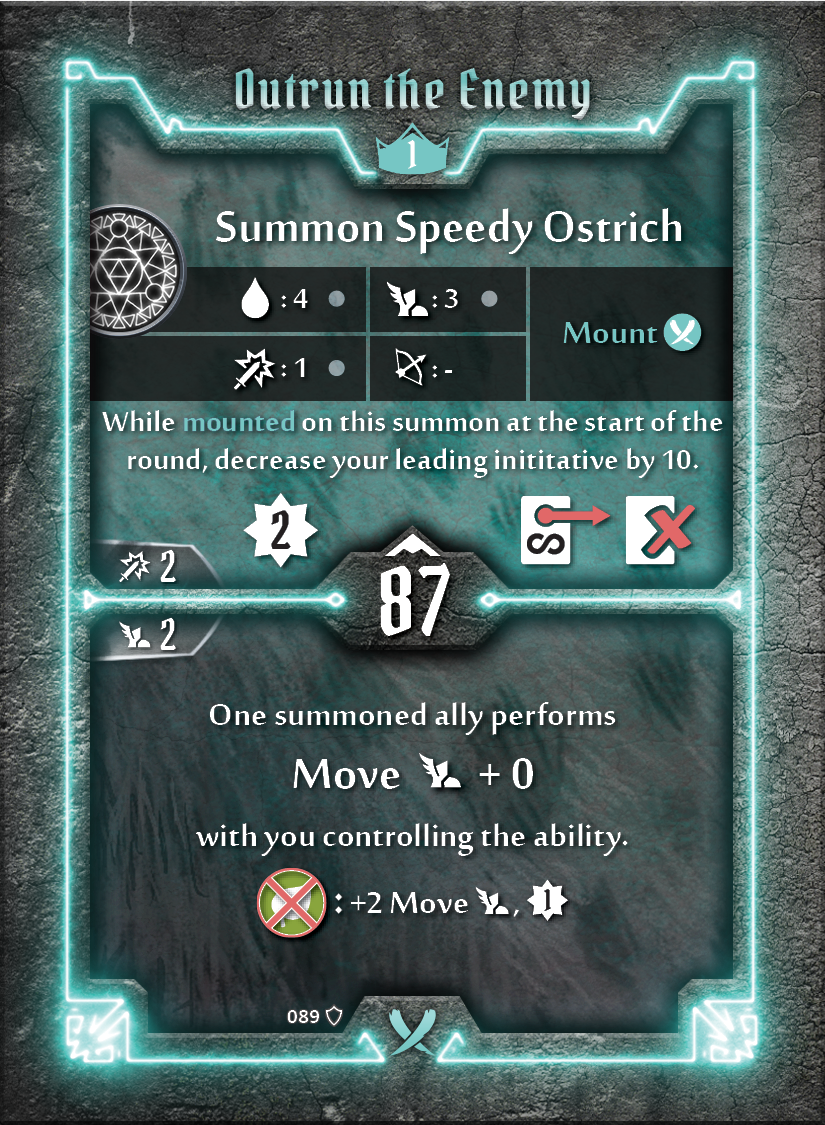 Outrun the Enemy
1
Summon Speedy Ostrich
: 4
: 3
: 1
: -
Mount
While mounted on this summon at the start of the
round, decrease your leading inititative by 10.
2
S
2
87
2
One summoned ally performs
Move + 0
with you controlling the ability.
: +2 Move , 1
089